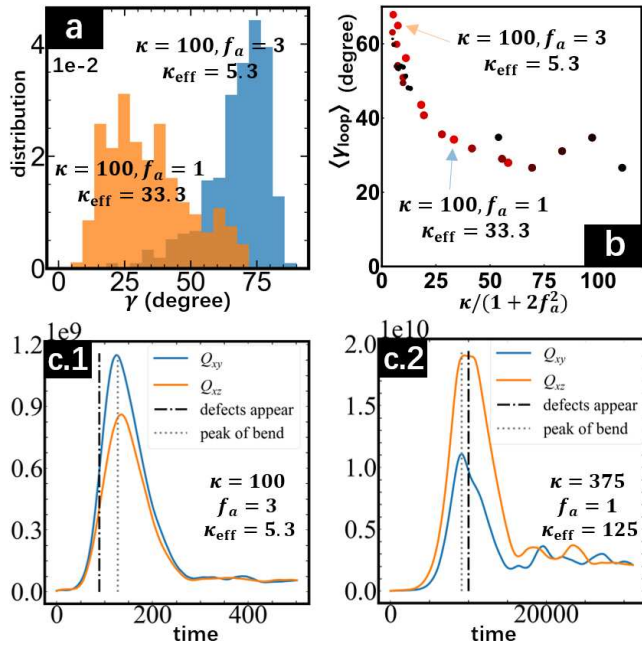 a
4
1e-2
2
0
distribution
κ = 100, f_a = 3
κ_eff = 5.3
κ = 100, f_a = 1
κ_eff = 33.3
0 25 50 75
γ (degree)
b
80
60
40
20
0
⟨γ_loop⟩ (degree)
κ = 100, f_a = 3
κ_eff = 5.3
κ = 100, f_a = 1
κ_eff = 33.3
0 25 50 75 100
κ/(1 + 2f_a^2)
1e9
c.1
1.2
0.9
0.6
0.3
0.0
Q_xy
Q_xz
defects appear
peak of bend
κ = 100
f_a = 3
κ_eff = 5.3
0 200 400
time
1e10
c.2
2.0
1.5
1.0
0.5
0.0
Q_xy
Q_xz
defects appear
peak of bend
κ = 375
f_a = 1
κ_eff = 125
0 20000
time